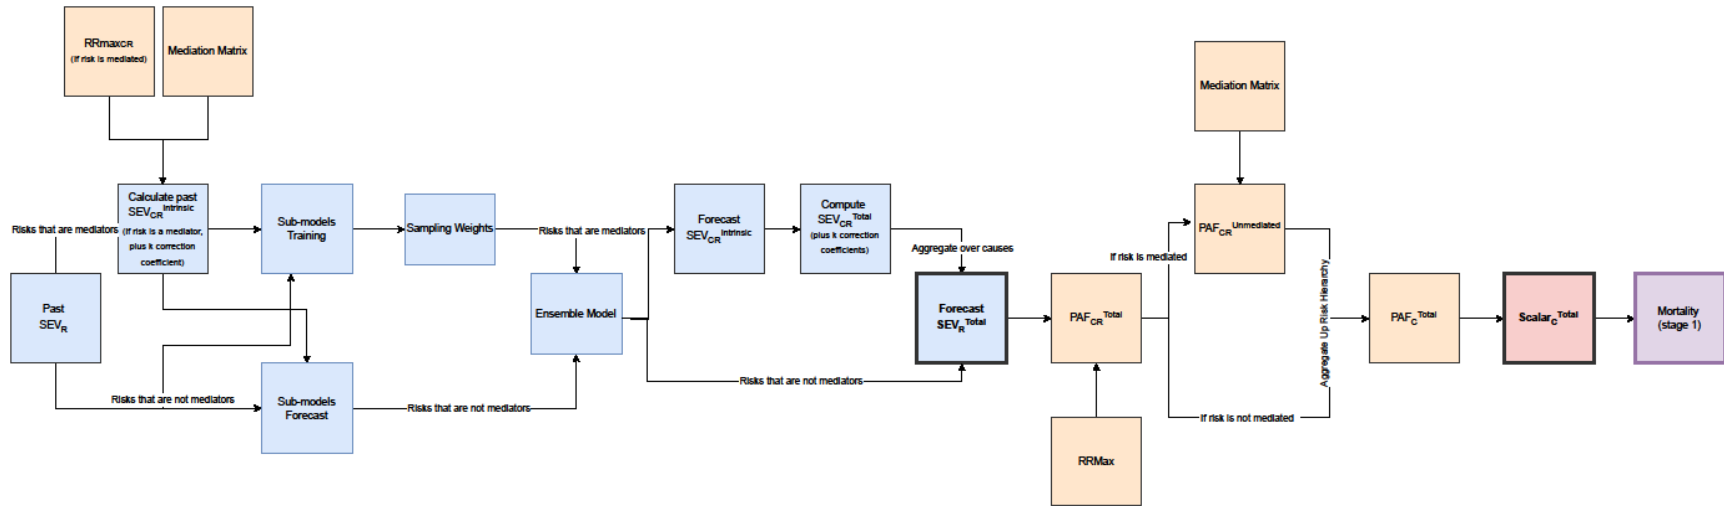 RRmaxCR
(if risk is mediated)
Mediation Matrix
Mediation Matrix
Risks that are mediators
Calculate past
SEVCR Intrinsic
(If risk is a mediator,
plus k correction
coefficient)
Sub-models
Training
Sampling Weights
Risks that are mediators
Forecast
SEVCR Intrinsic
Compute
SEVCR Total
(plus k correction
coefficients)
Aggregate over causes
If risk is mediated
PAFCR Unmediated
Past
SEVR
Ensemble Model
Forecast
SEVR Total
PAFCR Total
Aggregate Up Risk Hierarchy
PAFC Total
ScalarC Total
Mortality
(stage 1)
Risks that are not mediators
Sub-models
Forecast
Risks that are not mediators
Risks that are not mediators
If risk is not mediated
RRMax